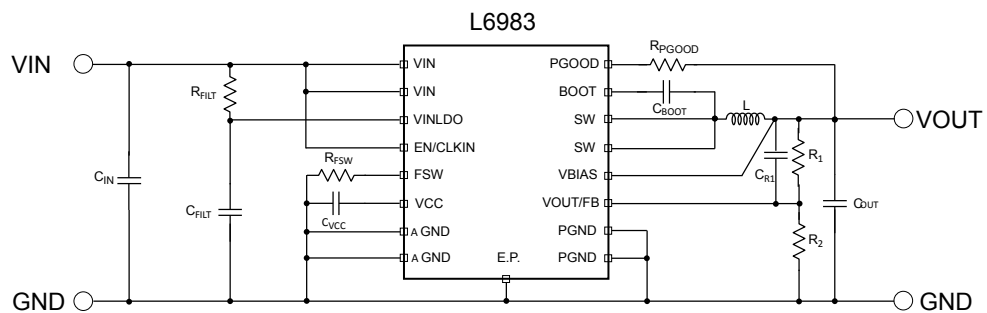 L6983
VIN
VIN
PGOOD
RPGOOD
RFILT
VIN
BOOT
CBOOT
L
VINLDO
SW
VOUT
EN/CLKIN
SW
RFSW
FSW
VBIAS
CR1
R1
CIN
CFILT
VCC
CVCC
VOUT/FB
COUT
A GND
PGND
R2
A GND
E.P.
PGND
GND
GND